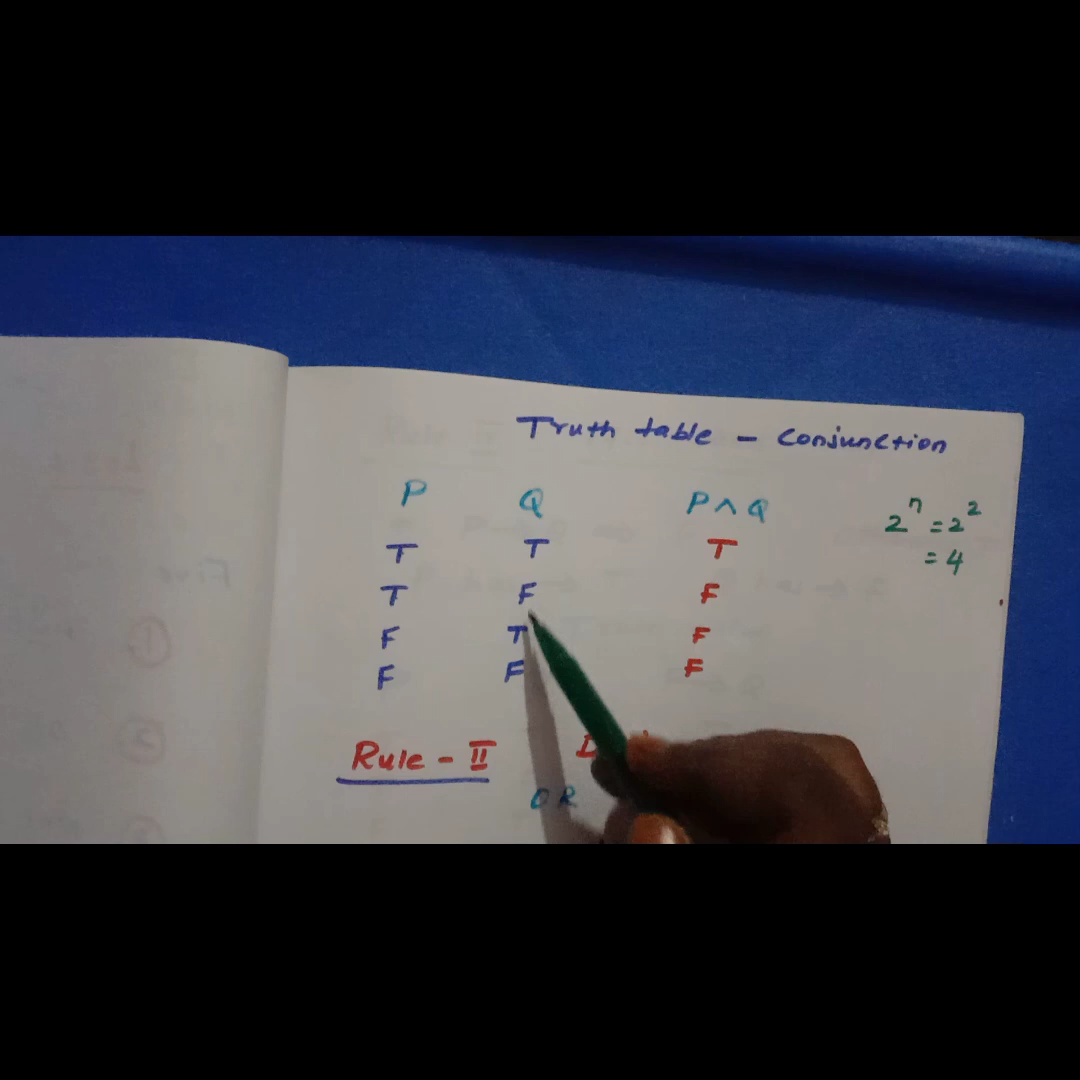 Truth table - Conjunction
P Q P ∧ Q 2ⁿ = 2²
T T T = 4
T F F
F T F
F F F
Rule - II
OR